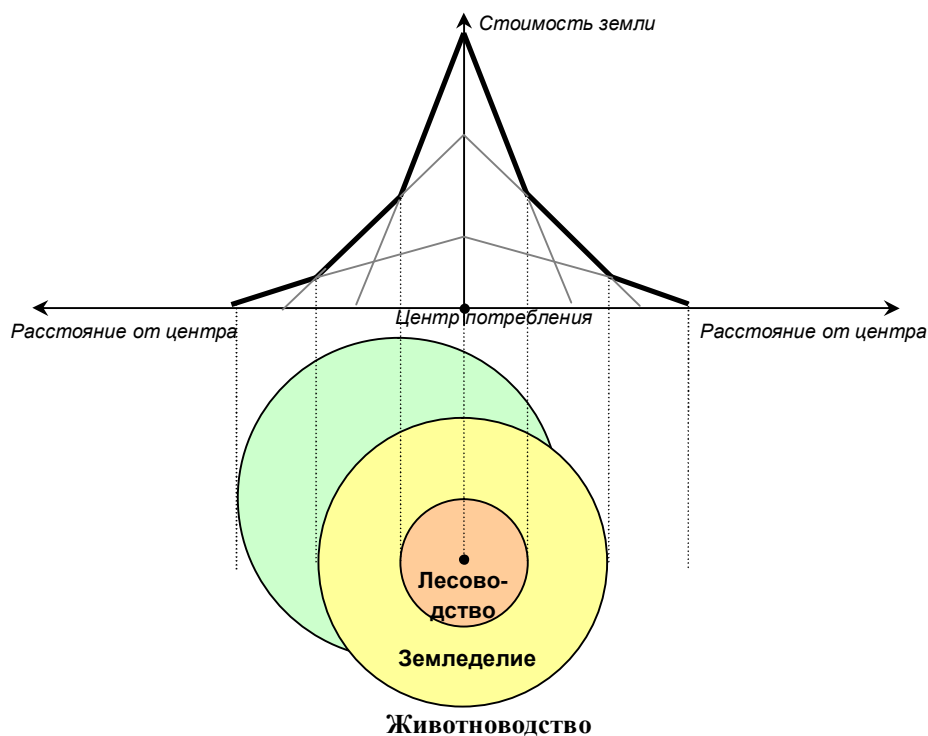 Стоимость земли
Центр потребления
Расстояние от центра
Расстояние от центра
Лесово-
дство
Земледелие
Животноводство